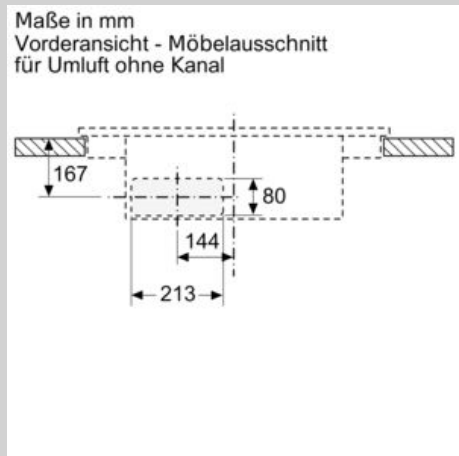 Maße in mm
Vorderansicht - Möbelausschnitt
für Umluft ohne Kanal
167
80
144
213